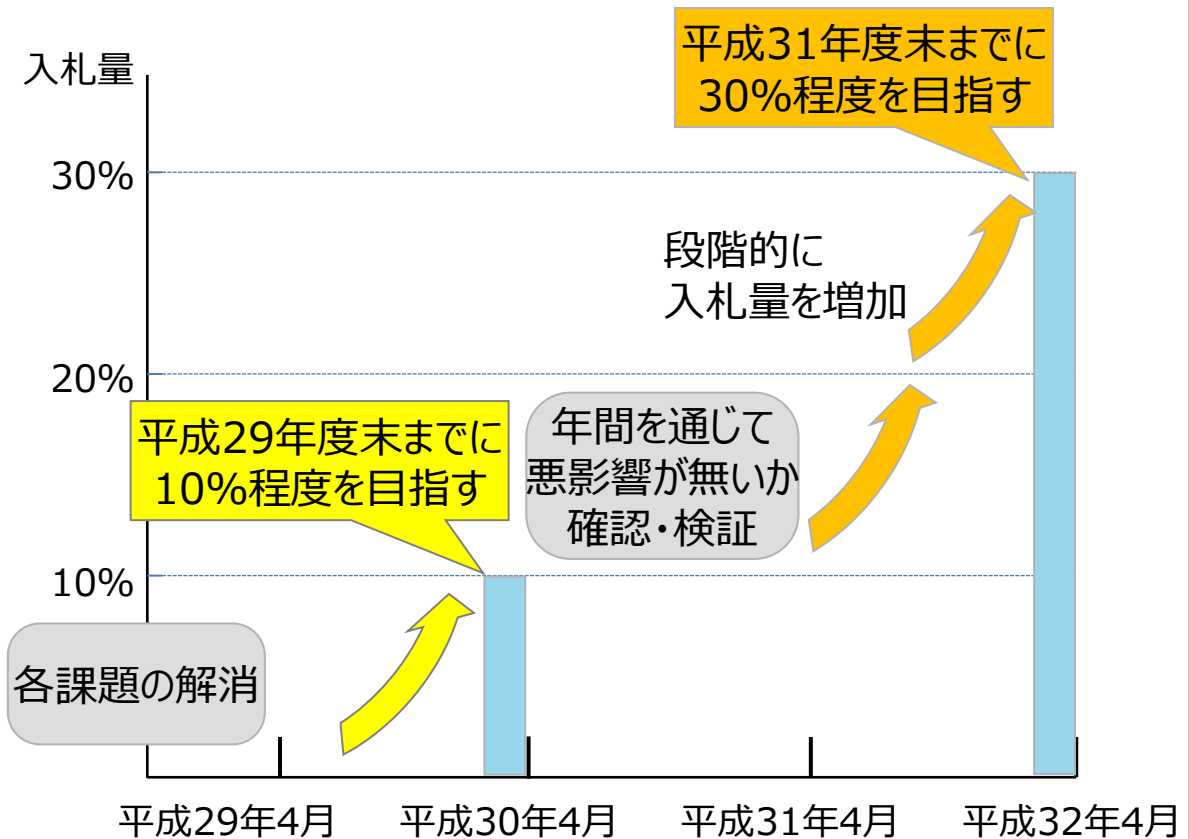 入札量
平成31年度末までに
30%程度を目指す
30%
段階的に
入札量を増加
20%
平成29年度末までに
10%程度を目指す
年間を通じて
悪影響が無いか
確認・検証
10%
各課題の解消
平成29年4月
平成30年4月
平成31年4月
平成32年4月